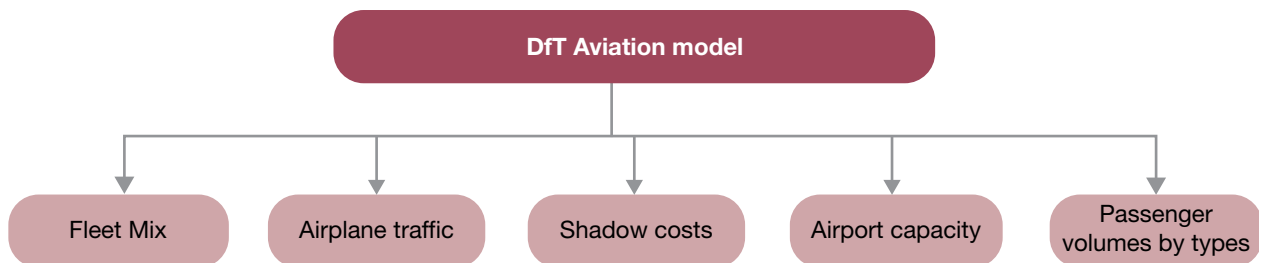 DfT Aviation model
Fleet Mix
Airplane traffic
Shadow costs
Airport capacity
Passenger
volumes by types